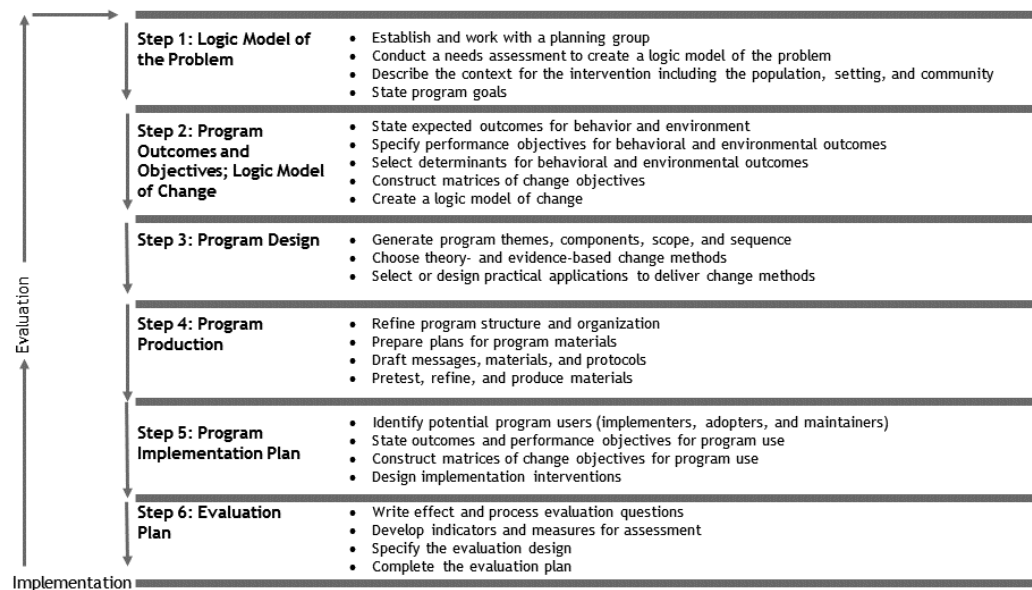 Step 1: Logic Model of
the Problem
• Establish and work with a planning group
• Conduct a needs assessment to create a logic model of the problem
• Describe the context for the intervention including the population, setting, and community
• State program goals
Step 2: Program
Outcomes and
Objectives; Logic Model
of Change
• State expected outcomes for behavior and environment
• Specify performance objectives for behavioral and environmental outcomes
• Select determinants for behavioral and environmental outcomes
• Construct matrices of change objectives
• Create a logic model of change
Step 3: Program Design
• Generate program themes, components, scope, and sequence
• Choose theory- and evidence-based change methods
• Select or design practical applications to deliver change methods
Step 4: Program
Production
• Refine program structure and organization
• Prepare plans for program materials
• Draft messages, materials, and protocols
• Pretest, refine, and produce materials
Step 5: Program
Implementation Plan
• Identify potential program users (implementers, adopters, and maintainers)
• State outcomes and performance objectives for program use
• Construct matrices of change objectives for program use
• Design implementation interventions
Step 6: Evaluation
Plan
• Write effect and process evaluation questions
• Develop indicators and measures for assessment
• Specify the evaluation design
• Complete the evaluation plan
Evaluation
Implementation